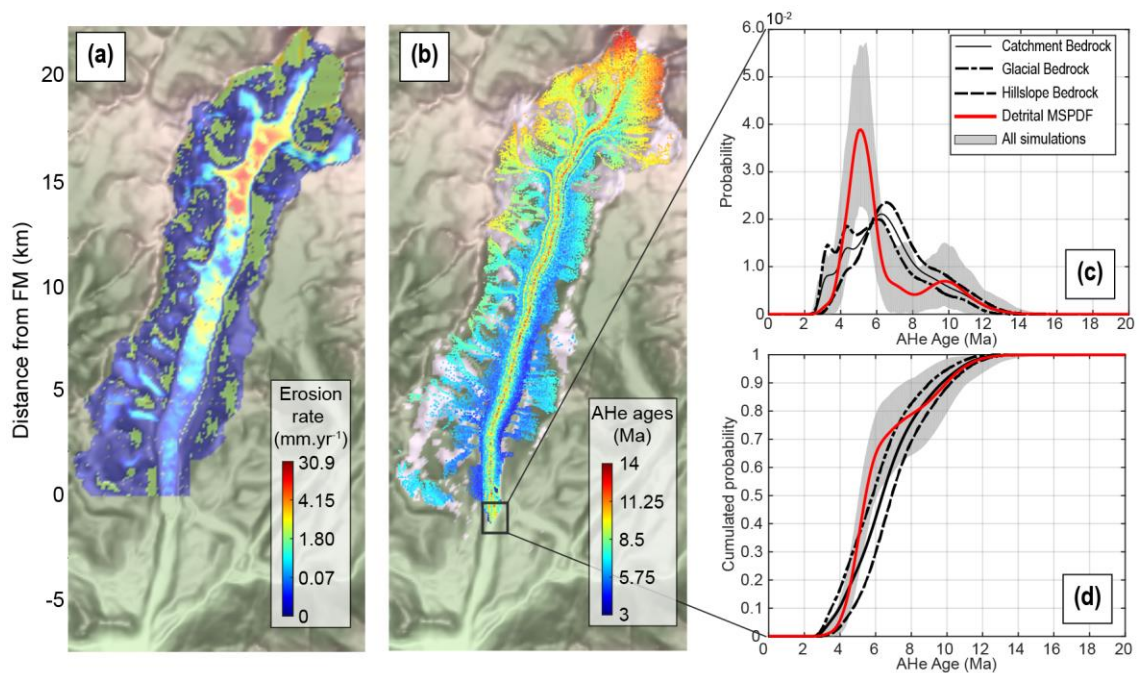 (a)
(b)
Distance from FM (km)
20
15
10
5
0
-5
Erosion
rate
(mm.yr⁻¹)
30.9
4.15
1.80
0.07
0
AHe ages
(Ma)
14
11.25
8.5
5.75
3
6.0 10⁻²
5.0
4.0
3.0
2.0
1.0
0.0
Probability
Catchment Bedrock
Glacial Bedrock
Hillslope Bedrock
Detrital MSPDF
All simulations
(c)
0 2 4 6 8 10 12 14 16 18 20
AHe Age (Ma)
1
0.9
0.8
0.7
0.6
0.5
0.4
0.3
0.2
0.1
0
Cumulated probability
(d)
0 2 4 6 8 10 12 14 16 18 20
AHe Age (Ma)